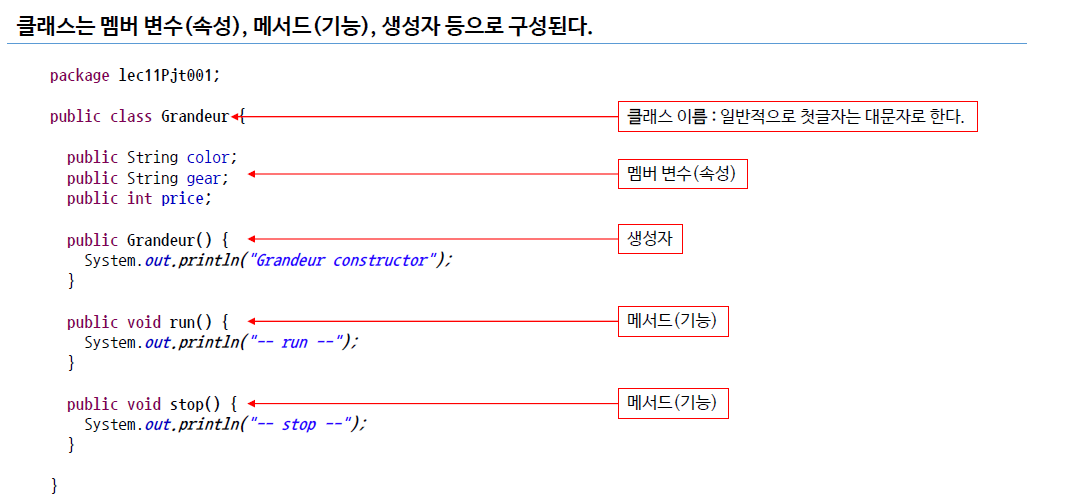 클래스는 멤버 변수(속성), 메서드(기능), 생성자 등으로 구성된다.
package lec11Pjt001;
public class Grandeur {
클래스 이름 : 일반적으로 첫글자는 대문자로 한다.
public String color;
public String gear;
멤버 변수(속성)
public int price;
public Grandeur() {
생성자
System.out.println("Grandeur constructor");
}
public void run() {
메서드(기능)
System.out.println("-- run --");
}
public void stop() {
메서드(기능)
System.out.println("-- stop --");
}
}